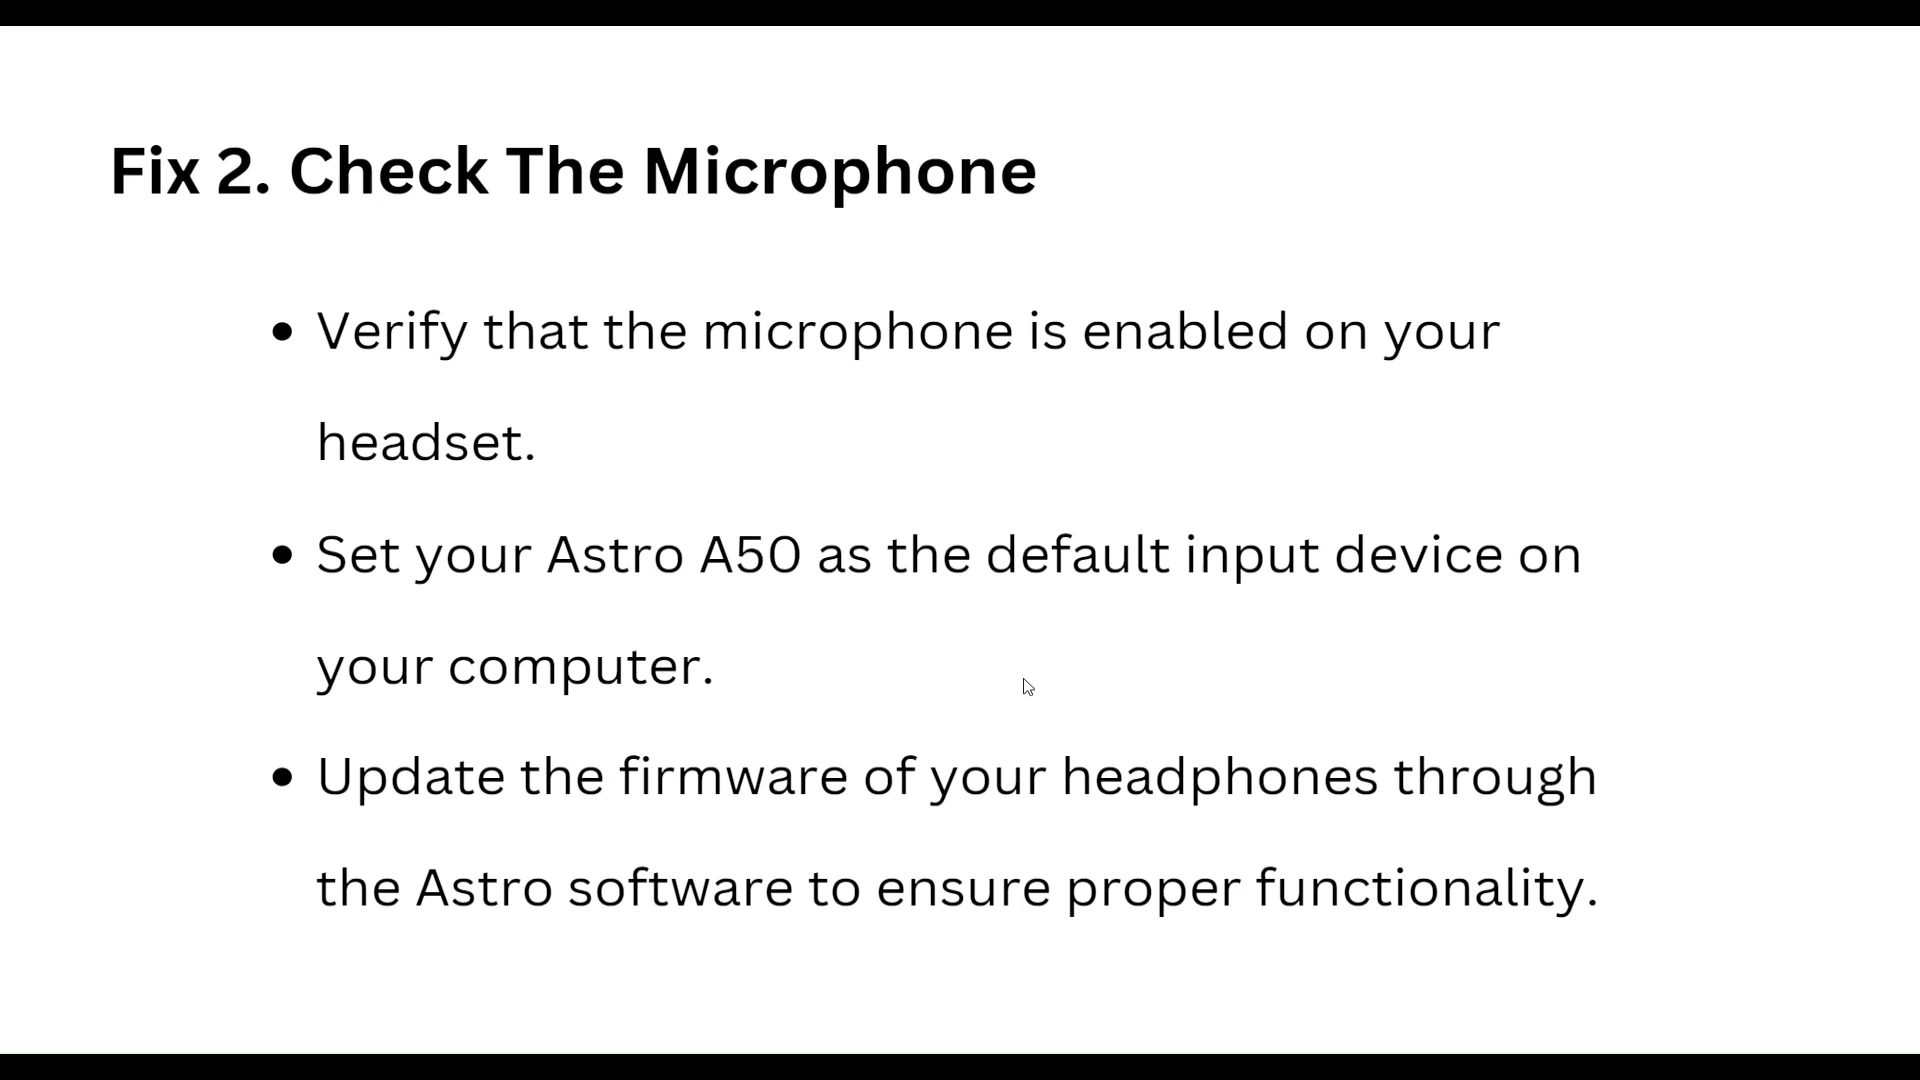 Fix 2. Check The Microphone
• Verify that the microphone is enabled on your
headset.
• Set your Astro A50 as the default input device on
your computer.
• Update the firmware of your headphones through
the Astro software to ensure proper functionality.